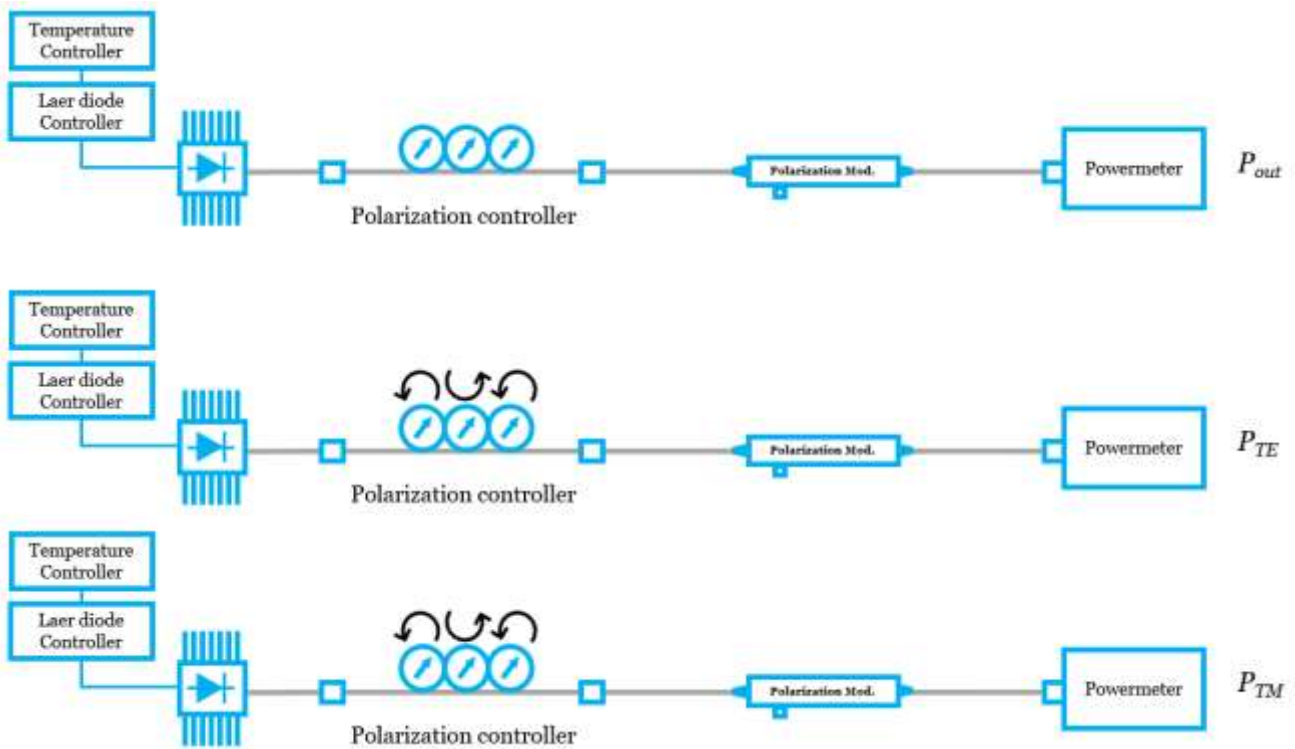 Temperature
Controller
Laer diode
Controller
Polarization controller
Polarization Mod.
Powermeter
P_out
Temperature
Controller
Laer diode
Controller
Polarization controller
Polarization Mod.
Powermeter
P_TE
Temperature
Controller
Laer diode
Controller
Polarization controller
Polarization Mod.
Powermeter
P_TM